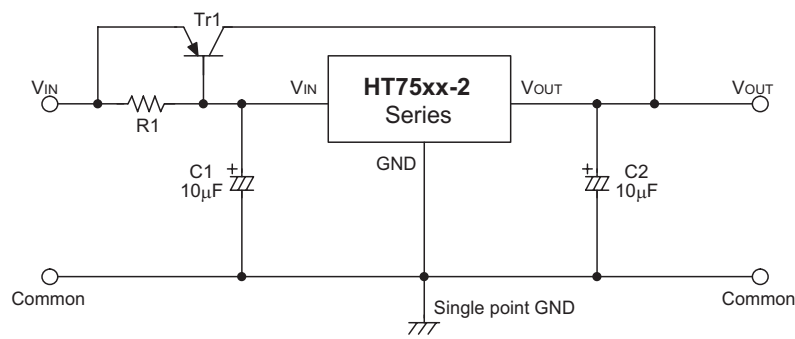 Tr1
VIN
R1
VIN
HT75xx-2
Series
VOUT
VOUT
GND
C1
+
10μF
C2
+
10μF
Common
Single point GND
Common